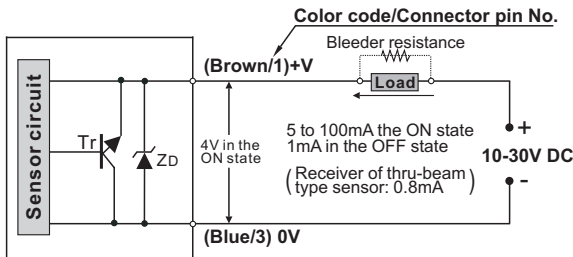 Color code/Connector pin No.
Bleeder resistance
(Brown/1)+V
Load
Sensor circuit
Tr
ZD
4V in the
ON state
5 to 100mA the ON state
1mA in the OFF state
(Receiver of thru-beam
type sensor: 0.8mA)
+
10-30V DC
-
(Blue/3) 0V